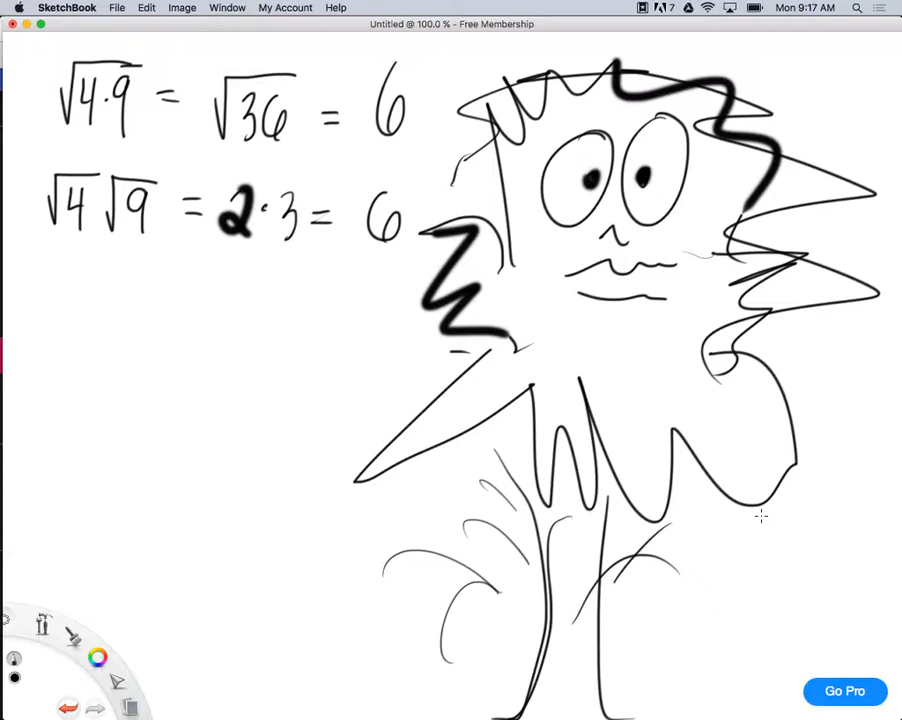 SketchBook File Edit Image Window My Account Help 7 Mon 9:17 AM
Untitled @ 100.0 % - Free Membership
√4·9 = √36 = 6
√4 √9 = 2·3 = 6
Go Pro